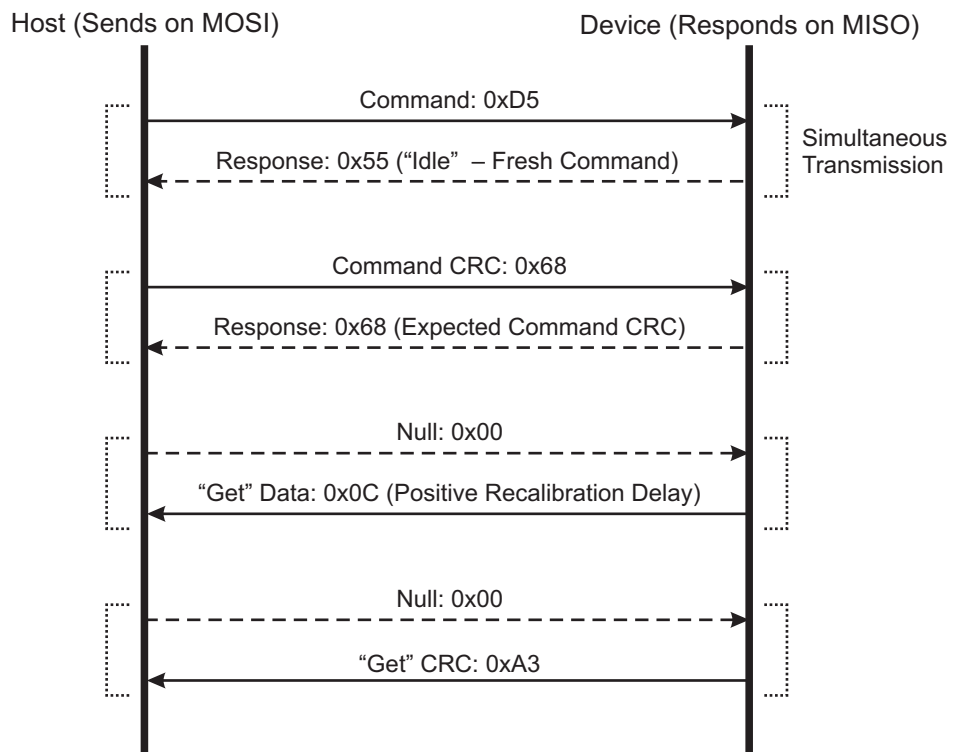 Host (Sends on MOSI)
Device (Responds on MISO)
Command: 0xD5
Simultaneous
Transmission
Response: 0x55 (“Idle” – Fresh Command)
Command CRC: 0x68
Response: 0x68 (Expected Command CRC)
Null: 0x00
“Get” Data: 0x0C (Positive Recalibration Delay)
Null: 0x00
“Get” CRC: 0xA3